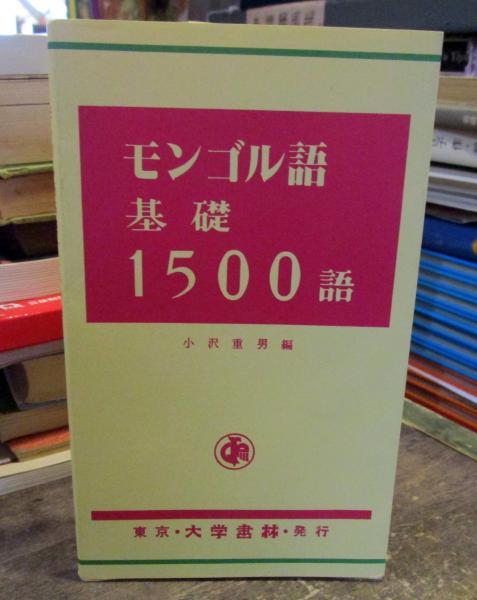 モンゴル語
基礎
1500語
小沢重男編
東京・大学書林・発行